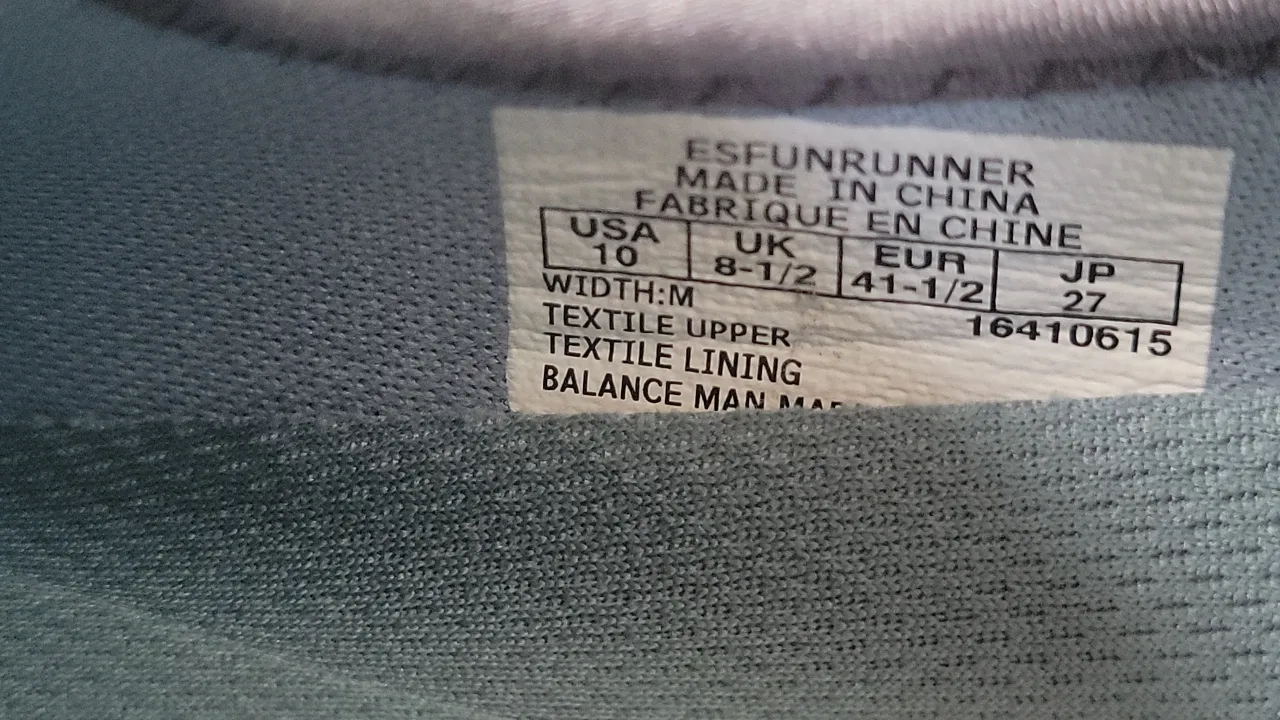 ESFUNRUNNER
MADE IN CHINA
FABRIQUE EN CHINE
USA UK EUR JP
10 8-1/2 41-1/2 27
WIDTH:M
16410615
TEXTILE UPPER
TEXTILE LINING
BALANCE MAN